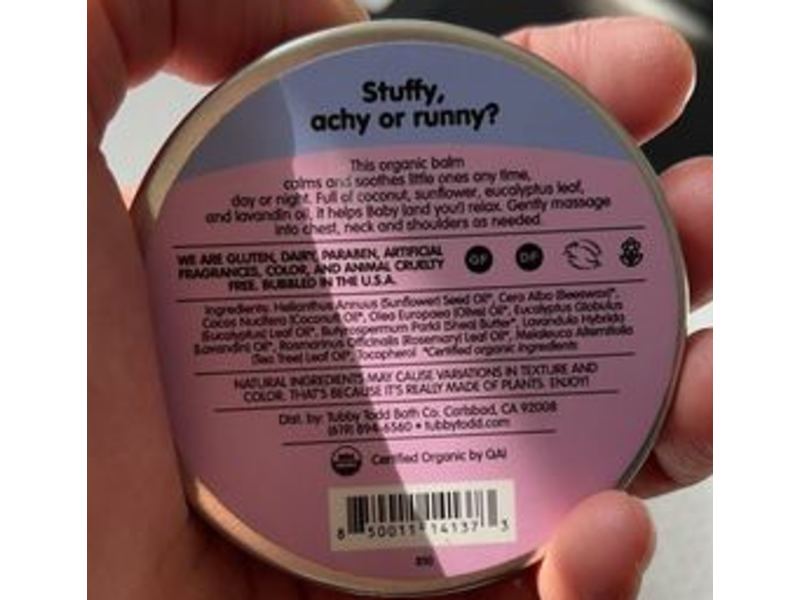 Stuffy,
achy or runny?
This organic balm
calms and soothes little ones any time,
day or night. Full of coconut, sunflower, eucalyptus leaf,
and lavandin oil, it helps Baby (and you!) relax. Gently massage
into chest, neck and shoulders as needed.
WE ARE GLUTEN, DAIRY, PARABEN, ARTIFICIAL
FRAGRANCES, COLOR, AND ANIMAL CRUELTY
FREE. BUBBLED IN THE U.S.A.
GF DF
Ingredients: Helianthus Annuus (Sunflower) Seed Oil*, Cera Alba (Beeswax)*,
Cocos Nucifera (Coconut) Oil*, Olea Europaea (Olive) Oil*, Eucalyptus Globulus
(Eucalyptus) Leaf Oil*, Butyrospermum Parkii (Shea) Butter*, Lavandula Hybrida
(Lavandin) Oil*, Rosmarinus Officinalis (Rosemary) Leaf Oil*, Melaleuca Alternifolia
(Tea Tree) Leaf Oil*, Tocopherol *Certified organic ingredients
NATURAL INGREDIENTS MAY CAUSE VARIATIONS IN TEXTURE AND
COLOR. THAT'S BECAUSE IT'S REALLY MADE OF PLANTS. ENJOY!
Dist. by: Tubby Todd Bath Co. Carlsbad, CA 92008
(619) 894-6560 • tubbytodd.com
Certified Organic by QAI
8 50011 14137 3